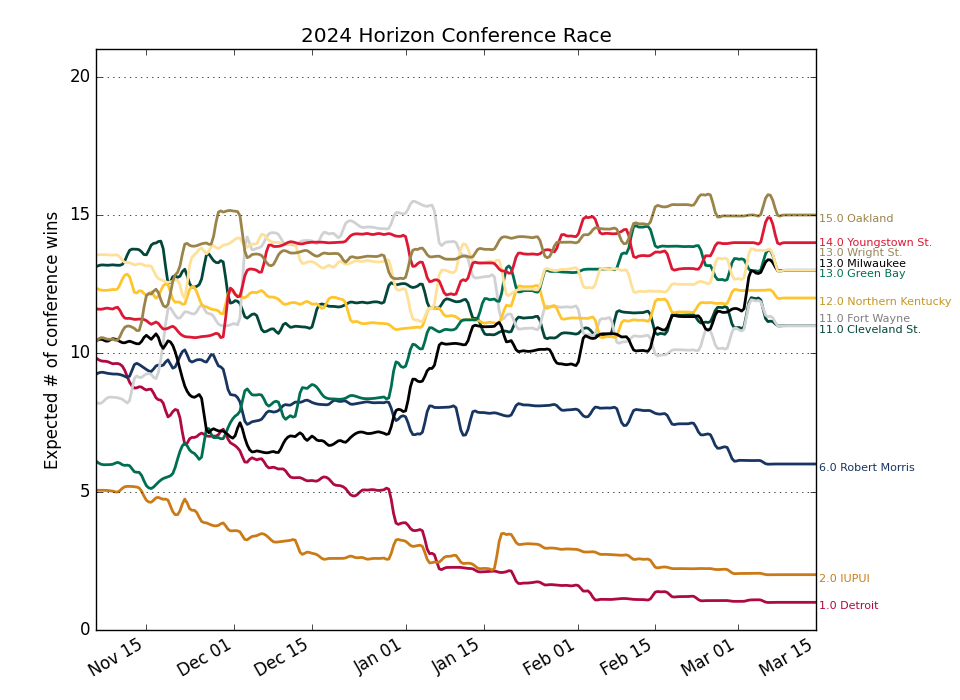 2024 Horizon Conference Race
Expected # of conference wins
20
15
10
5
0
15.0 Oakland
14.0 Youngstown St.
13.0 Wright St.
13.0 Milwaukee
13.0 Green Bay
12.0 Northern Kentucky
11.0 Fort Wayne
11.0 Cleveland St.
6.0 Robert Morris
2.0 IUPUI
1.0 Detroit
Nov 15
Dec 01
Dec 15
Jan 01
Jan 15
Feb 01
Feb 15
Mar 01
Mar 15